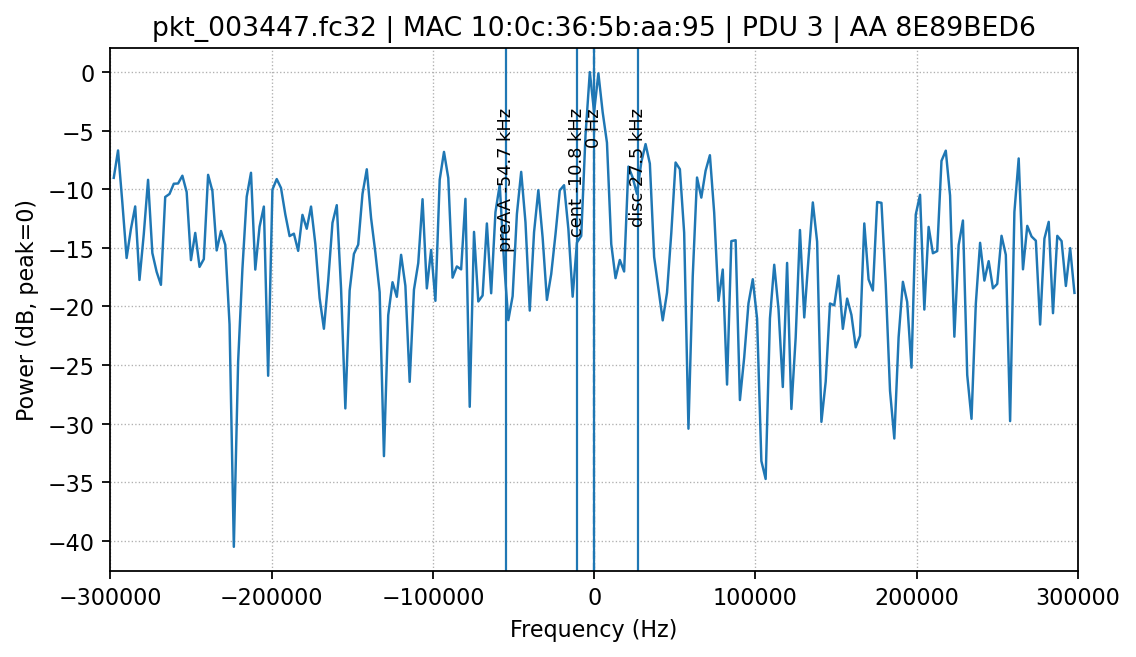 pkt_003447.fc32 | MAC 10:0c:36:5b:aa:95 | PDU 3 | AA 8E89BED6
Power (dB, peak=0)
0
−5
−10
−15
−20
−25
−30
−35
−40
preAA -54.7 kHz
cent -10.8 kHz
0 Hz
disc 27.5 kHz
−300000
−200000
−100000
0
100000
200000
300000
Frequency (Hz)